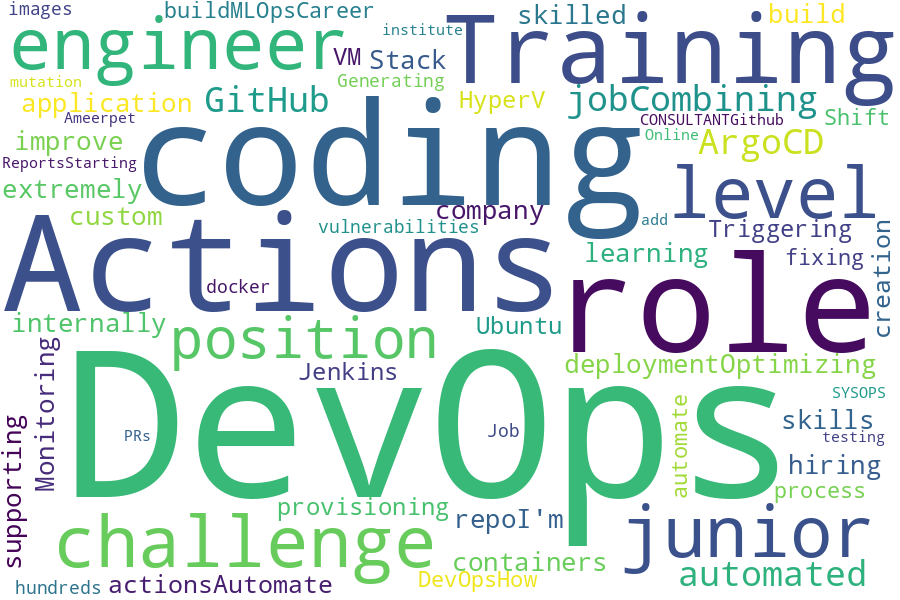 images
buildMLOpsCareer
skilled
build
engineer
institute
Training
VM
Stack
mutation
Generating
application
GitHub
HyperV
jobCombining
Ameerpet
coding
CONSULTANTGithub
Shift
improve
Online
ArgoCD
ReportsStarting
extremely
level
custom
company
vulnerabilities
add
Triggering
Actions
learning
fixing
creation
docker
role
internally
position
Ubuntu
Monitoring
Jenkins
deploymentOptimizing
DevOps
SYSOPS
PRs
Job
automate
skills
testing
supporting
hiring
provisioning
process
challenge
repoI'm
junior
containers
hundreds
actionsAutomate
DevOpsHow
automated